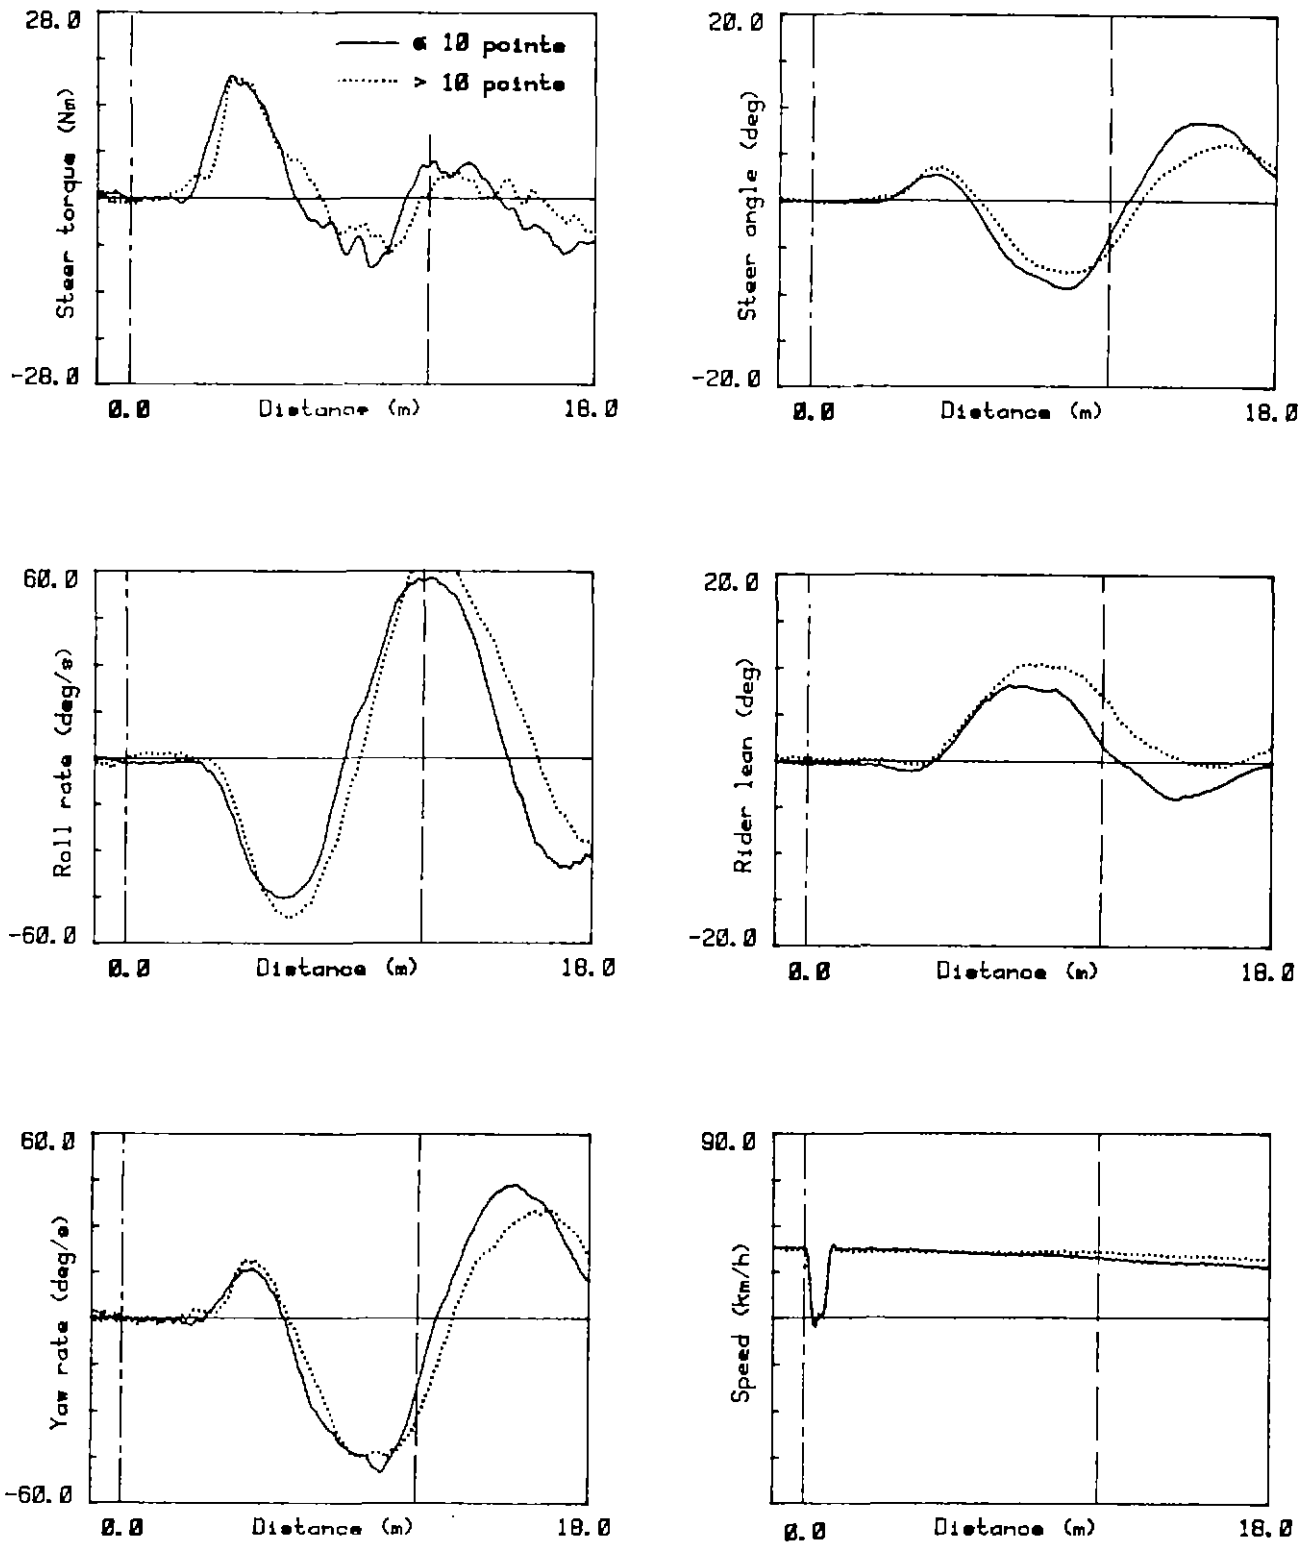 28.0
≤ 10 points
> 10 points
Steer torque (Nm)
-28.0
0.0 Distance (m) 18.0
20.0
Steer angle (deg)
-20.0
0.0 Distance (m) 18.0
60.0
Roll rate (deg/s)
-60.0
0.0 Distance (m) 18.0
20.0
Rider lean (deg)
-20.0
0.0 Distance (m) 18.0
60.0
Yaw rate (deg/s)
-60.0
0.0 Distance (m) 18.0
90.0
Speed (km/h)
0.0 Distance (m) 18.0